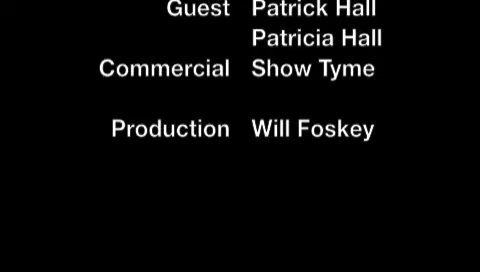 Guest Patrick Hall
Patricia Hall
Commercial Show Tyme
Production Will Foskey